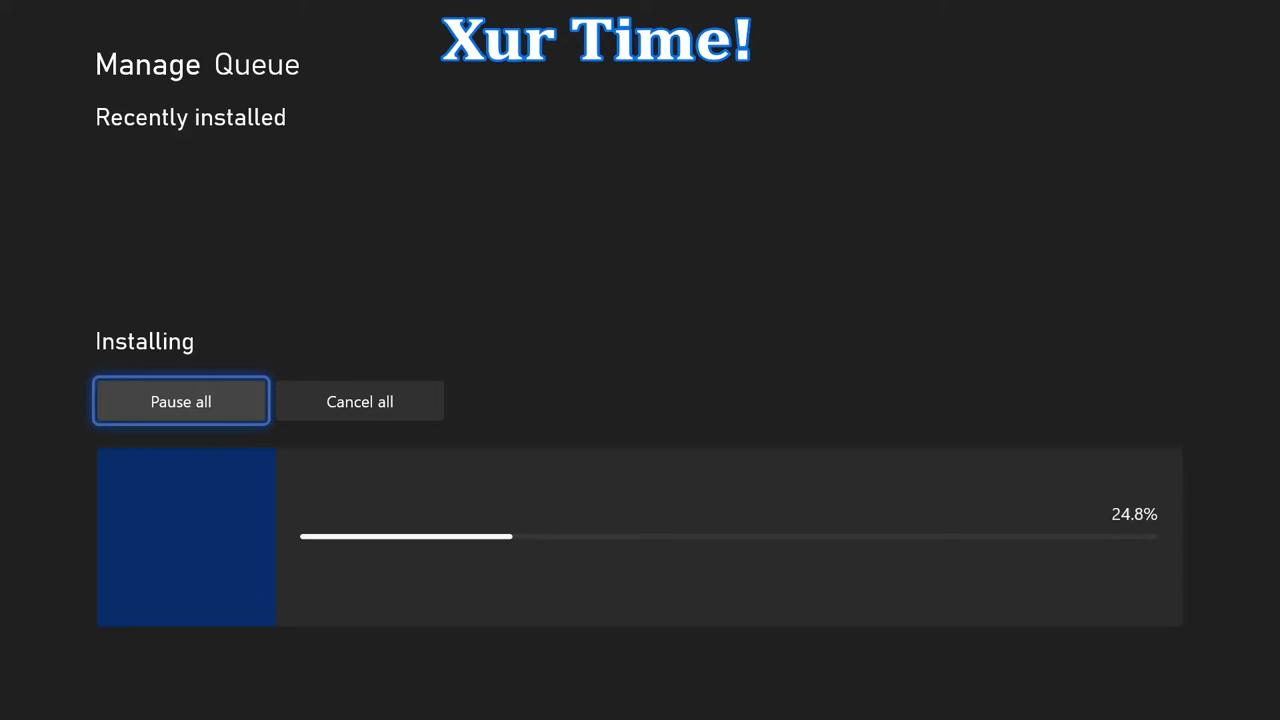 Xur Time!
Manage Queue
Recently installed
Installing
Pause all
Cancel all
24.8%